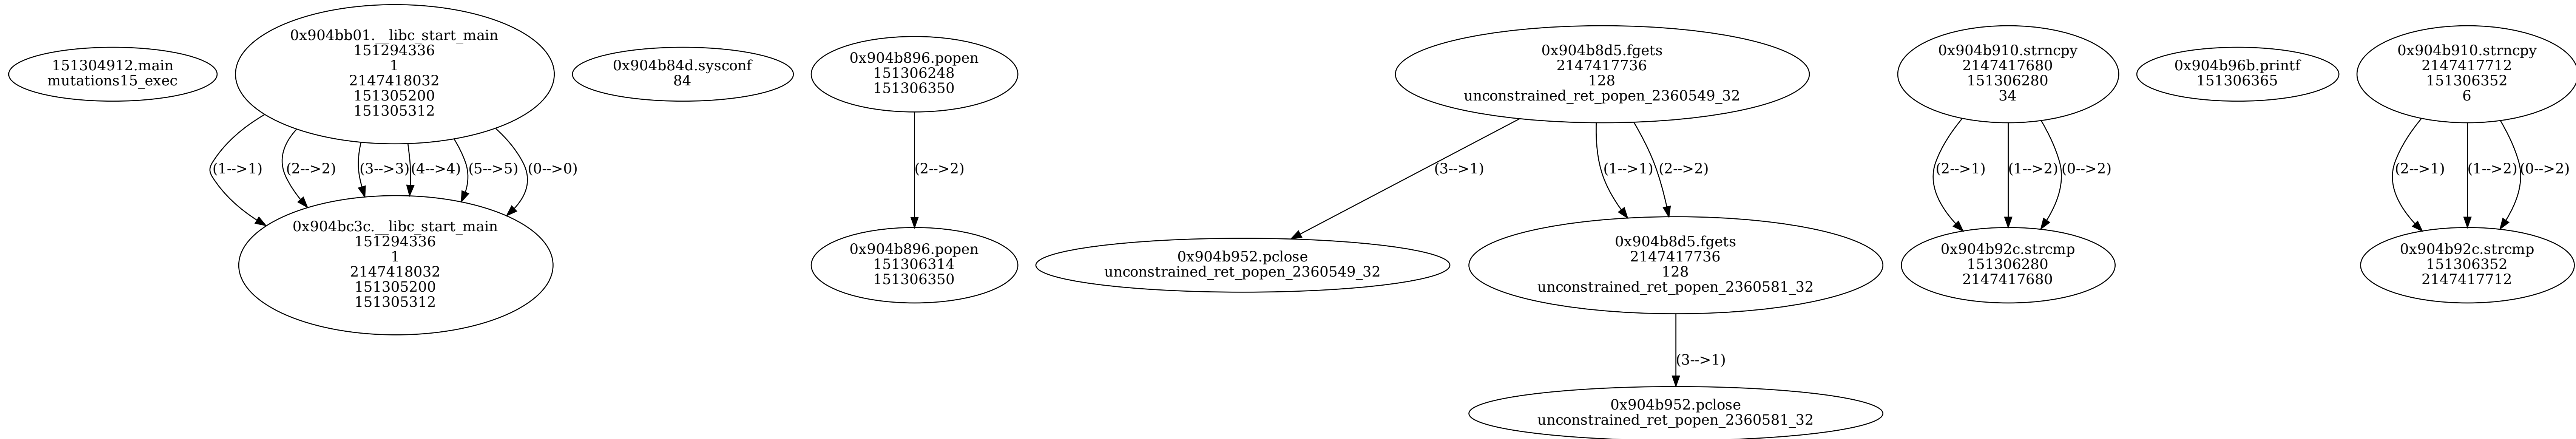 151304912.main
mutations15_exec
0x904bb01.__libc_start_main
151294336
1
2147418032
151305200
151305312
0x904b84d.sysconf
84
0x904b896.popen
151306248
151306350
0x904b8d5.fgets
2147417736
128
unconstrained_ret_popen_2360549_32
0x904b910.strncpy
2147417680
151306280
34
0x904b96b.printf
151306365
0x904b910.strncpy
2147417712
151306352
6
(1-->1)
(2-->2)
(3-->3)
(4-->4)
(5-->5)
(0-->0)
(2-->2)
(3-->1)
(1-->1)
(2-->2)
(2-->1)
(1-->2)
(0-->2)
(2-->1)
(1-->2)
(0-->2)
0x904bc3c.__libc_start_main
151294336
1
2147418032
151305200
151305312
0x904b896.popen
151306314
151306350
0x904b952.pclose
unconstrained_ret_popen_2360549_32
0x904b8d5.fgets
2147417736
128
unconstrained_ret_popen_2360581_32
0x904b92c.strcmp
151306280
2147417680
0x904b92c.strcmp
151306352
2147417712
(3-->1)
0x904b952.pclose
unconstrained_ret_popen_2360581_32